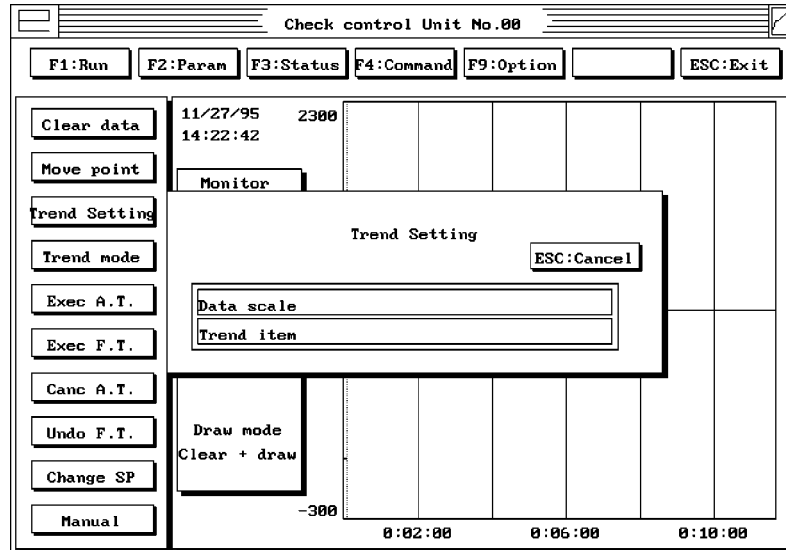 Check control Unit No.00
F1:Run F2:Param F3:Status F4:Command F9:Option ESC:Exit
Clear data
Move point
Trend Setting
Trend mode
Exec A.T.
Exec F.T.
Canc A.T.
Undo F.T.
Change SP
Manual
11/27/95 2300
14:22:42
Monitor
Trend Setting
ESC:Cancel
Data scale
Trend item
Draw mode
Clear + draw
-300
0:02:00 0:06:00 0:10:00